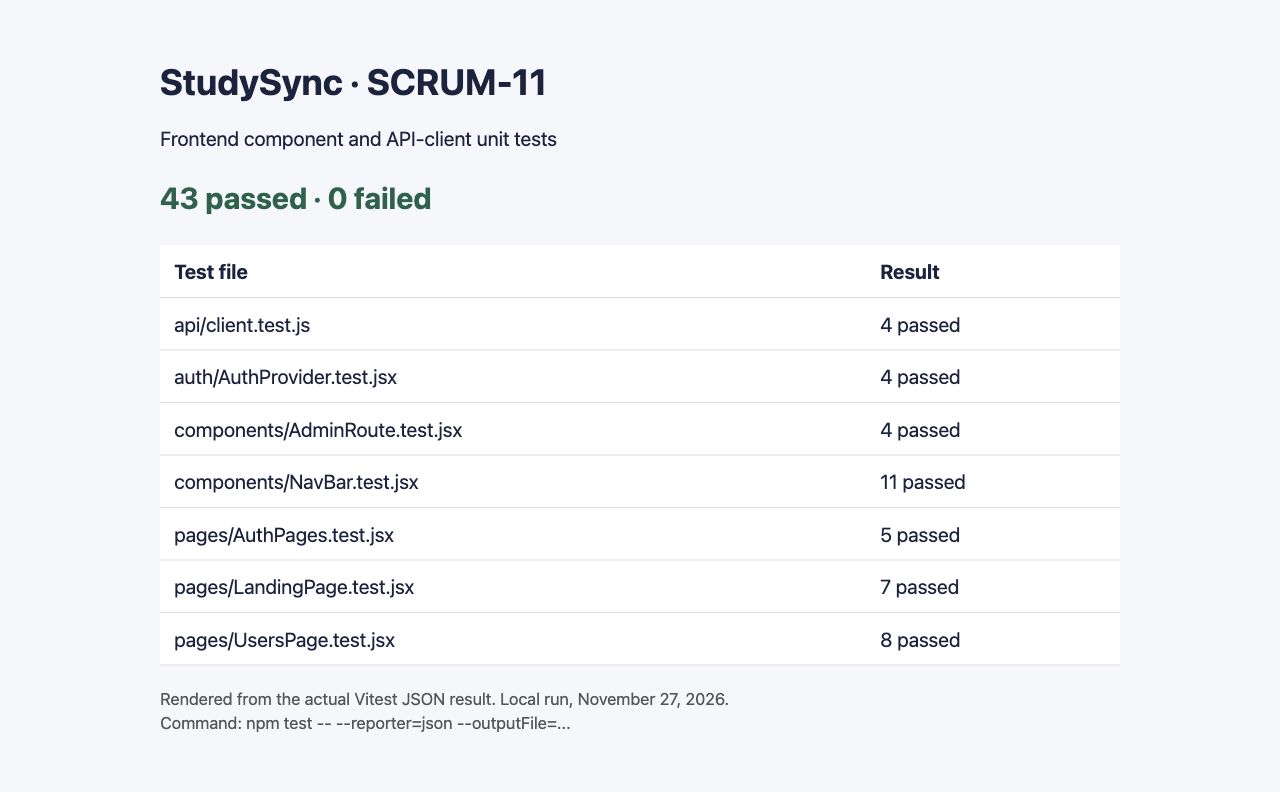 StudySync · SCRUM-11
Frontend component and API-client unit tests
43 passed · 0 failed
Test file Result
api/client.test.js 4 passed
auth/AuthProvider.test.jsx 4 passed
components/AdminRoute.test.jsx 4 passed
components/NavBar.test.jsx 11 passed
pages/AuthPages.test.jsx 5 passed
pages/LandingPage.test.jsx 7 passed
pages/UsersPage.test.jsx 8 passed
Rendered from the actual Vitest JSON result. Local run, November 27, 2026.
Command: npm test -- --reporter=json --outputFile=...